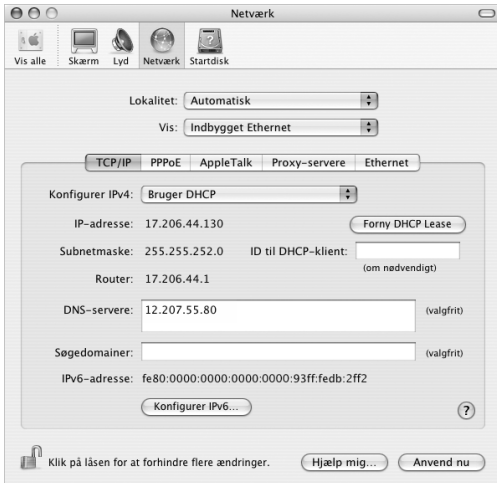 Netværk
Vis alle
Skærm
Lyd
Netværk
Startdisk
Lokalitet: Automatisk
Vis: Indbygget Ethernet
TCP/IP PPPoE AppleTalk Proxy-servere Ethernet
Konfigurer IPv4: Bruger DHCP
IP-adresse: 17.206.44.130 Forny DHCP Lease
Subnetmaske: 255.255.252.0 ID til DHCP-klient:
(om nødvendigt)
Router: 17.206.44.1
DNS-servere: 12.207.55.80 (valgfrit)
Søgedomainer: (valgfrit)
IPv6-adresse: fe80:0000:0000:0000:0000:93ff:fedb:2ff2
Konfigurer IPv6... ?
Klik på låsen for at forhindre flere ændringer. Hjælp mig... Anvend nu